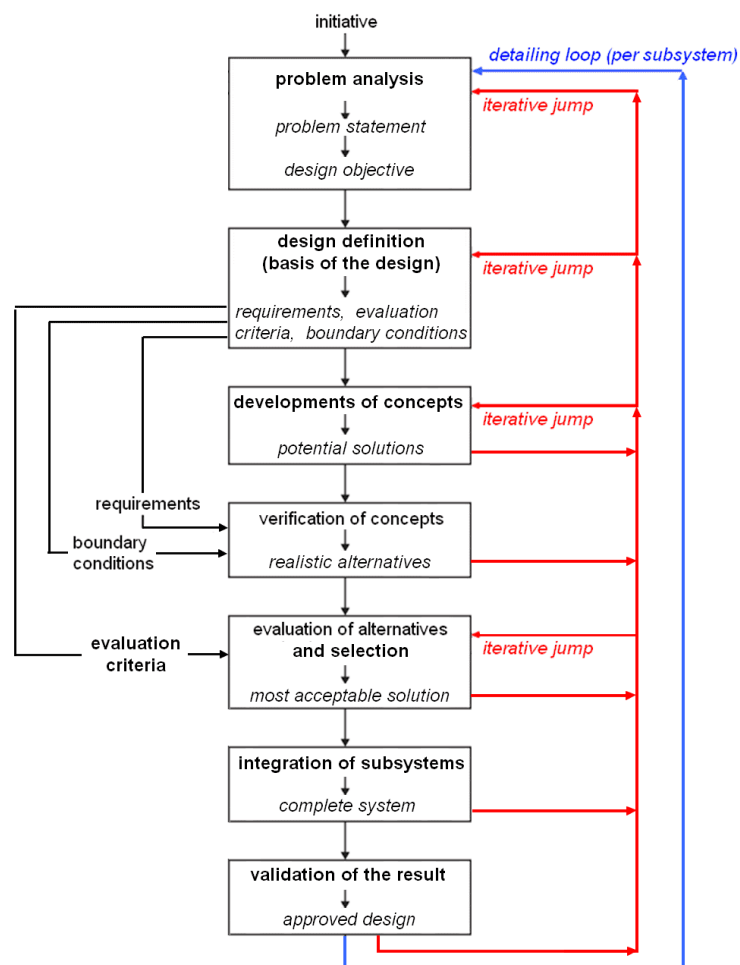 initiative
detailing loop (per subsystem)
problem analysis
iterative jump
problem statement
design objective
design definition
(basis of the design)
iterative jump
requirements, evaluation
criteria, boundary conditions
developments of concepts
iterative jump
potential solutions
requirements
verification of concepts
boundary
conditions
realistic alternatives
evaluation of alternatives
and selection
iterative jump
evaluation
criteria
most acceptable solution
integration of subsystems
complete system
validation of the result
approved design